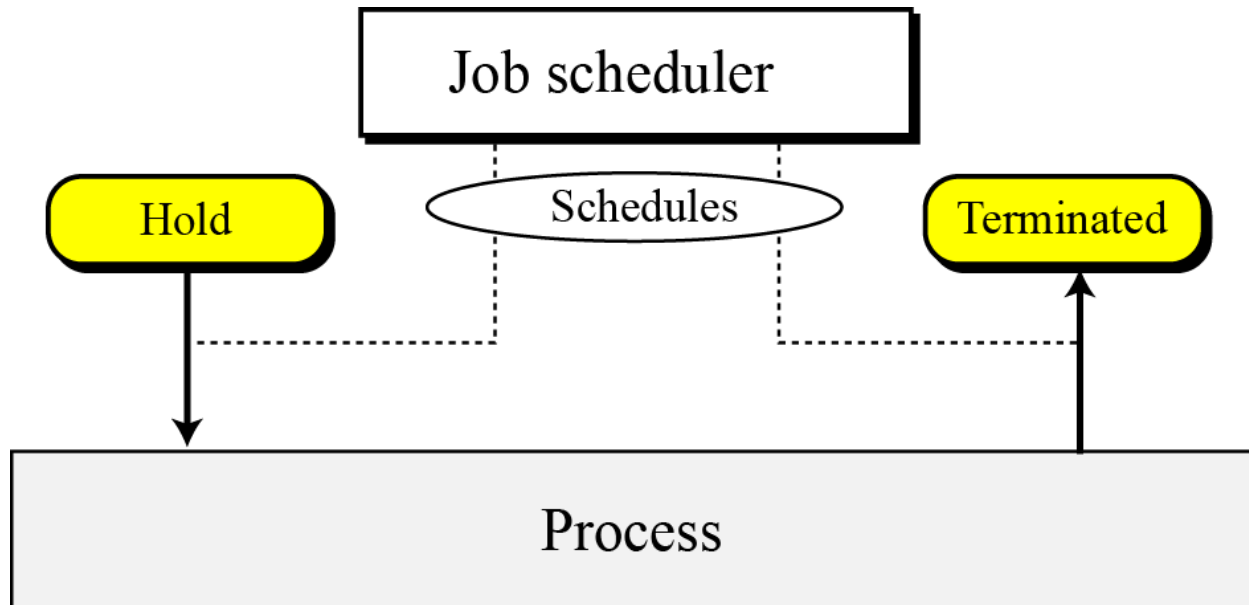 Job scheduler
Hold
Schedules
Terminated
Process